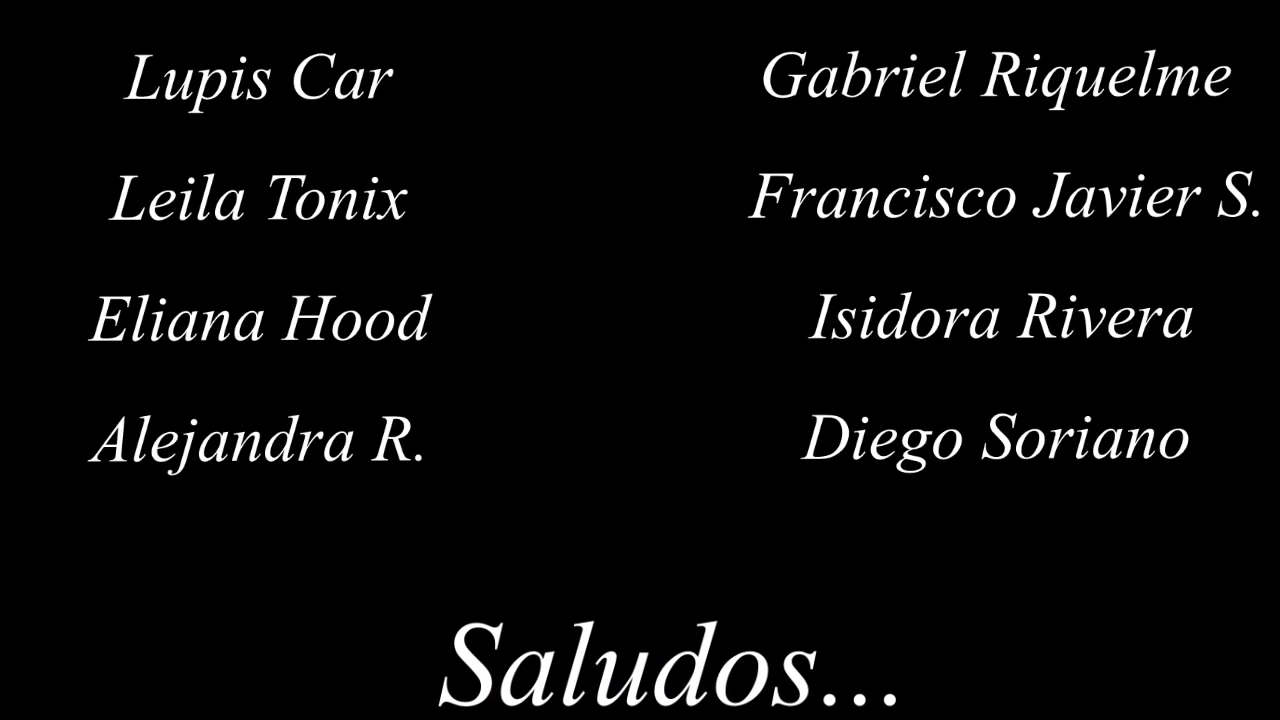 Lupis Car
Gabriel Riquelme
Leila Tonix
Francisco Javier S.
Eliana Hood
Isidora Rivera
Alejandra R.
Diego Soriano
Saludos...